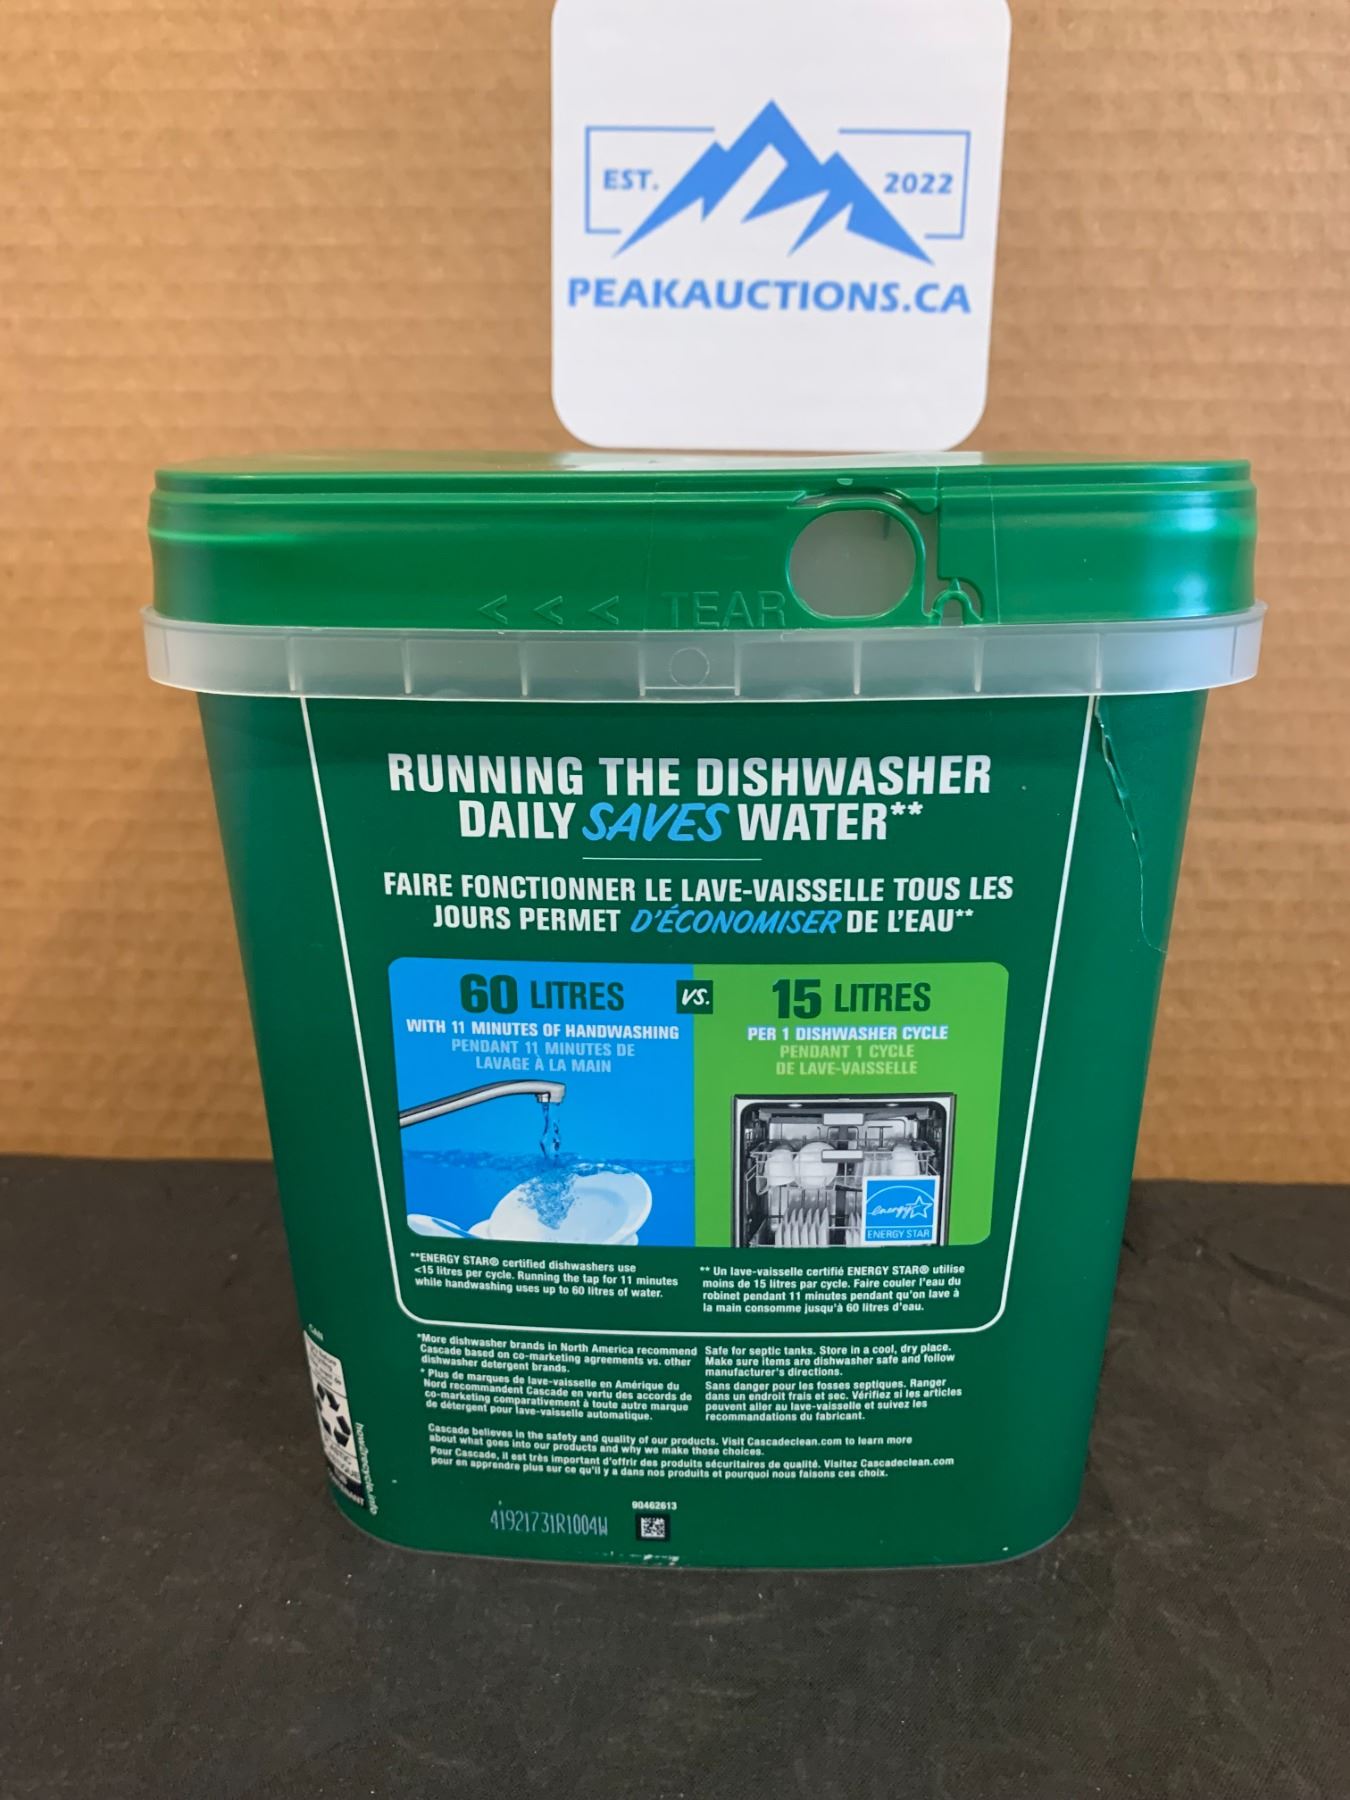 EST. 2022
PEAKAUCTIONS.CA
< < < TEAR
RUNNING THE DISHWASHER
DAILY SAVES WATER**
FAIRE FONCTIONNER LE LAVE-VAISSELLE TOUS LES
JOURS PERMET D'ÉCONOMISER DE L'EAU**
60 LITRES
WITH 11 MINUTES OF HANDWASHING
PENDANT 11 MINUTES DE
LAVAGE À LA MAIN
VS.
15 LITRES
PER 1 DISHWASHER CYCLE
PENDANT 1 CYCLE
DE LAVE-VAISSELLE
energy
ENERGY STAR
**ENERGY STAR® certified dishwashers use
<15 litres per cycle. Running the tap for 11 minutes
while handwashing uses up to 60 litres of water.
** Un lave-vaisselle certifié ENERGY STAR® utilise
moins de 15 litres par cycle. Faire couler l'eau du
robinet pendant 11 minutes pendant qu'on lave à
la main consomme jusqu'à 60 litres d'eau.
*More dishwasher brands in North America recommend
Cascade based on co-marketing agreements vs. other
dishwasher detergent brands.
* Plus de marques de lave-vaisselle en Amérique du
Nord recommandent Cascade en vertu des accords de
co-marketing comparativement à toute autre marque
de détergent pour lave-vaisselle automatique.
Safe for septic tanks. Store in a cool, dry place.
Make sure items are dishwasher safe and follow
manufacturer's directions.
Sans danger pour les fosses septiques. Ranger
dans un endroit frais et sec. Vérifiez si les articles
peuvent aller au lave-vaisselle et suivez les
recommandations du fabricant.
Cascade believes in the safety and quality of our products. Visit Cascadeclean.com to learn more
about what goes into our products and why we make those choices.
Pour Cascade, il est très important d'offrir des produits sécuritaires de qualité. Visitez Cascadeclean.com
pour en apprendre plus sur ce qu'il y a dans nos produits et pourquoi nous faisons ces choix.
CAN
how2recycle.info
90462613
41921731R1004W